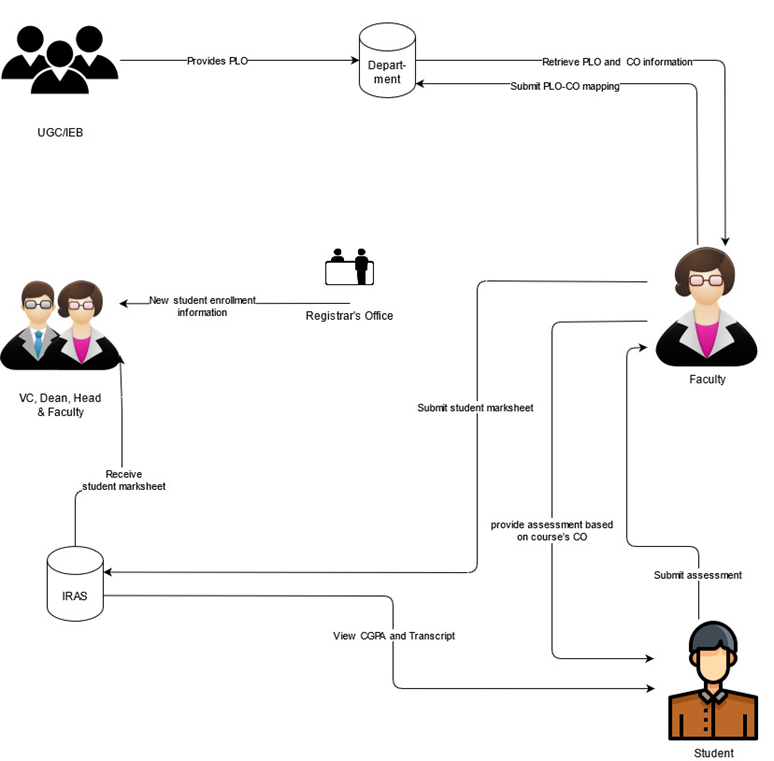 Provides PLO
Depart-
ment
Retrieve PLO and CO information
Submit PLO-CO mapping
UGC/IEB
New student enrollment
information
Registrar's Office
Faculty
VC, Dean, Head
& Faculty
Submit student marksheet
Receive
student marksheet
provide assessment based
on course's CO
Submit assessment
IRAS
View CGPA and Transcript
Student